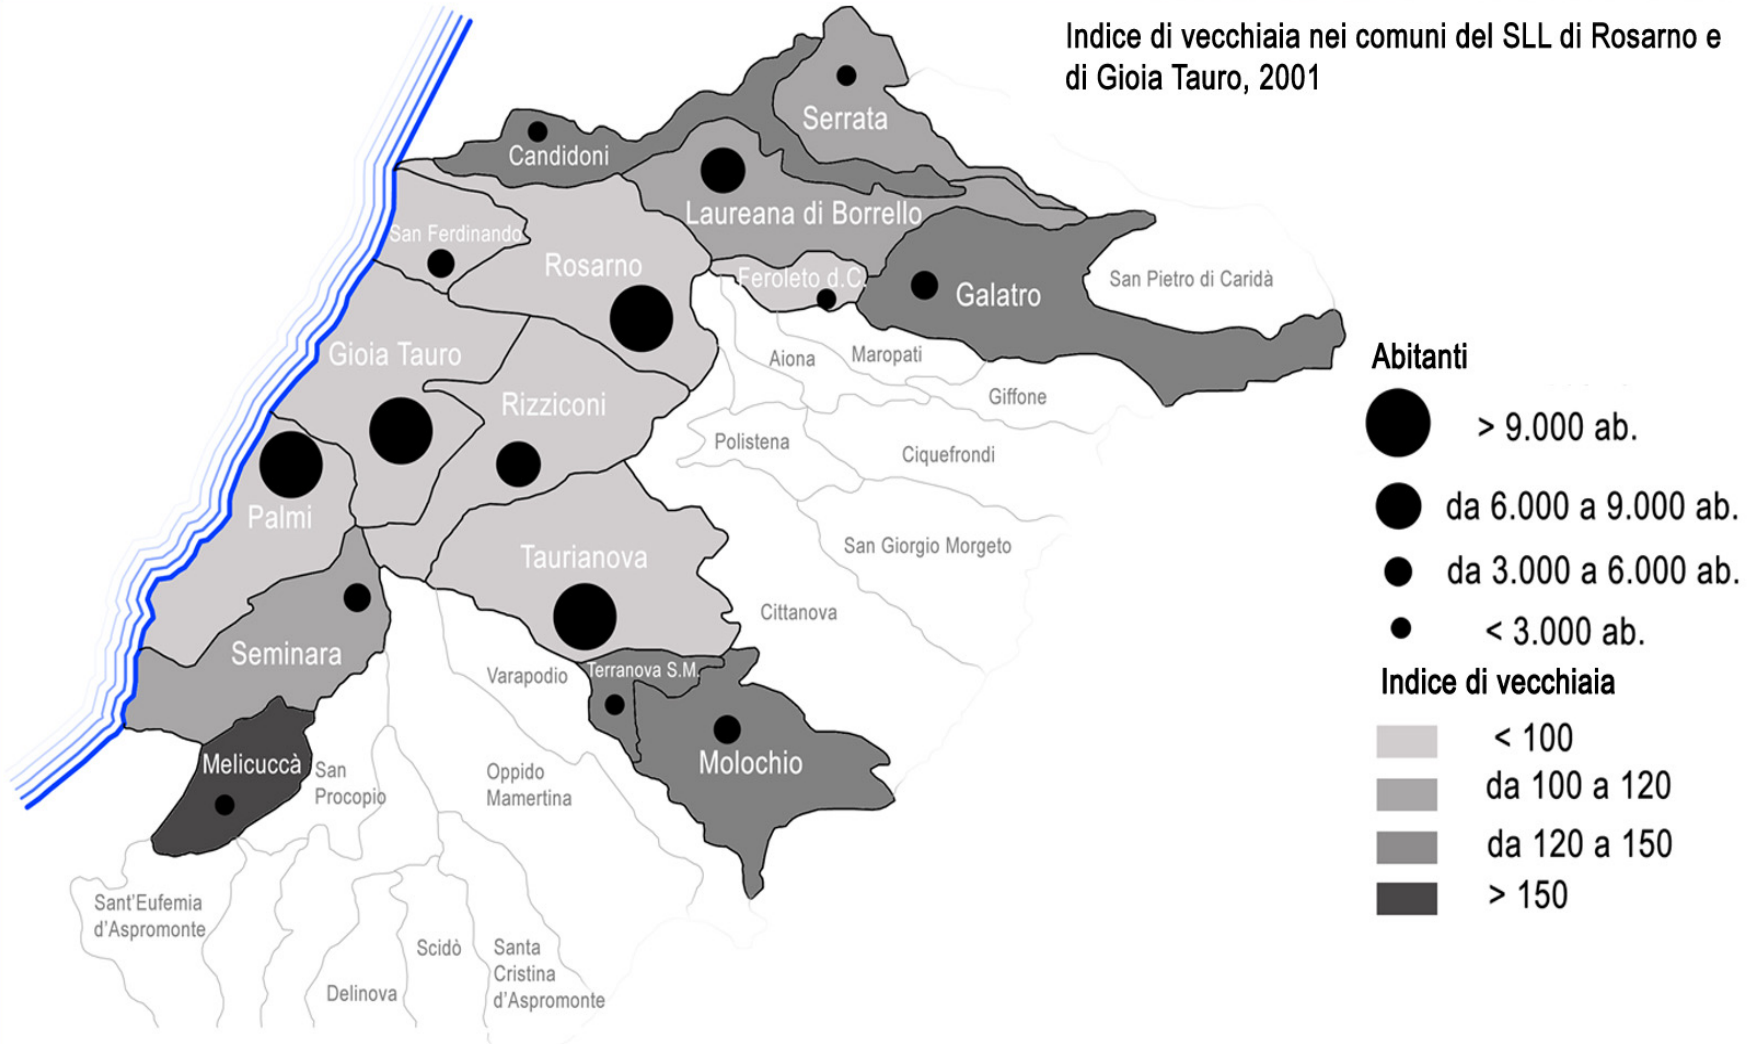 Indice di vecchiaia nei comuni del SLL di Rosarno e
di Gioia Tauro, 2001
Serrata
Candidoni
Laureana di Borrello
San Ferdinando
Rosarno
Feroleto d.C.
Galatro
San Pietro di Caridà
Gioia Tauro
Aiona
Maropati
Rizziconi
Giffone
Polistena
Ciquefrondi
Palmi
San Giorgio Morgeto
Taurianova
Cittanova
Seminara
Varapodio
Terranova S.M.
Melicuccà
San
Procopio
Oppido
Mamertina
Molochio
Sant'Eufemia
d'Aspromonte
Scidò
Santa
Cristina
d'Aspromonte
Delinova
Abitanti
> 9.000 ab.
da 6.000 a 9.000 ab.
da 3.000 a 6.000 ab.
< 3.000 ab.
Indice di vecchiaia
< 100
da 100 a 120
da 120 a 150
> 150